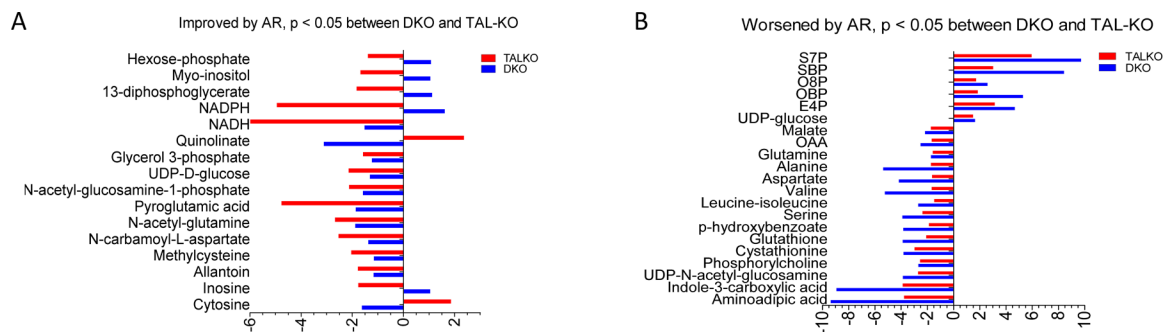 A
Improved by AR, p < 0.05 between DKO and TAL-KO
TALKO
DKO
Hexose-phosphate
Myo-inositol
13-diphosphoglycerate
NADPH
NADH
Quinolinate
Glycerol 3-phosphate
UDP-D-glucose
N-acetyl-glucosamine-1-phosphate
Pyroglutamic acid
N-acetyl-glutamine
N-carbamoyl-L-aspartate
Methylcysteine
Allantoin
Inosine
Cytosine
-6 -4 -2 0 2
B
Worsened by AR, p < 0.05 between DKO and TAL-KO
TALKO
DKO
S7P
SBP
O8P
OBP
E4P
UDP-glucose
Malate
OAA
Glutamine
Alanine
Aspartate
Valine
Leucine-isoleucine
Serine
p-hydroxybenzoate
Glutathione
Cystathionine
Phosphorylcholine
UDP-N-acetyl-glucosamine
Indole-3-carboxylic acid
Aminoadipic acid
-10 -8 -6 -4 -2 0 2 4 6 8 10